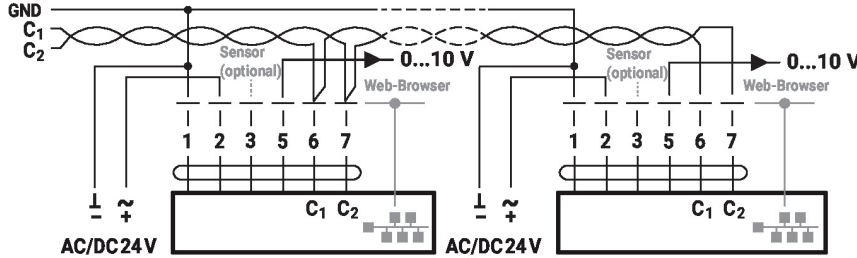 GND
C1
C2
Sensor
(optional)
0...10 V
Web-Browser
Sensor
(optional)
0...10 V
Web-Browser
1 2 3 5 6 7
1 2 3 5 6 7
⊥ ~
− +
C1 C2
⊥ ~
− +
C1 C2
AC/DC 24 V
AC/DC 24 V